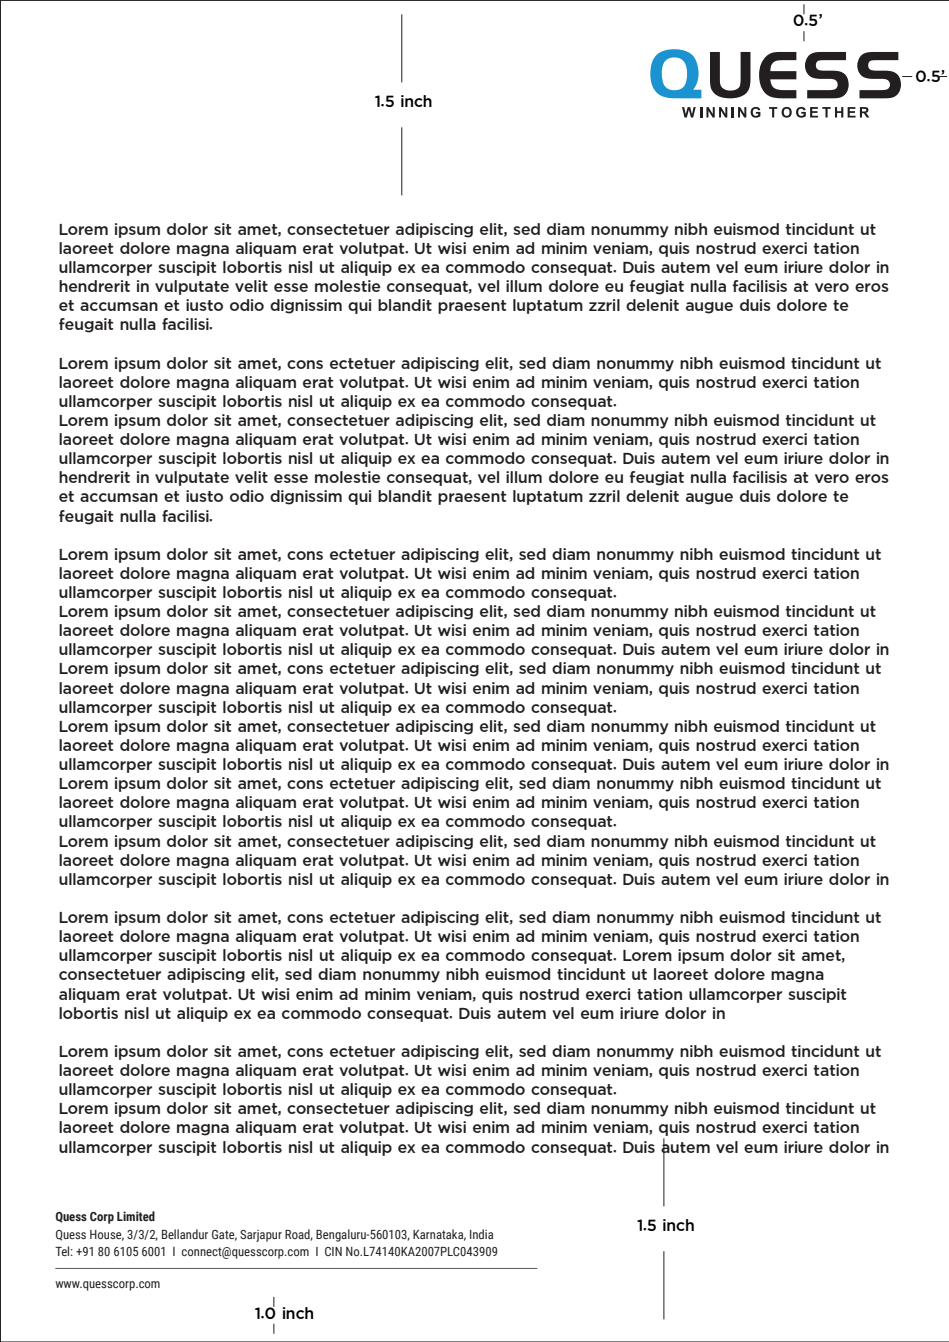 0.5’
QUESS
0.5’
WINNING TOGETHER
1.5 inch
Lorem ipsum dolor sit amet, consectetuer adipiscing elit, sed diam nonummy nibh euismod tincidunt ut
laoreet dolore magna aliquam erat volutpat. Ut wisi enim ad minim veniam, quis nostrud exerci tation
ullamcorper suscipit lobortis nisl ut aliquip ex ea commodo consequat. Duis autem vel eum iriure dolor in
hendrerit in vulputate velit esse molestie consequat, vel illum dolore eu feugiat nulla facilisis at vero eros
et accumsan et iusto odio dignissim qui blandit praesent luptatum zzril delenit augue duis dolore te
feugait nulla facilisi.
Lorem ipsum dolor sit amet, cons ectetuer adipiscing elit, sed diam nonummy nibh euismod tincidunt ut
laoreet dolore magna aliquam erat volutpat. Ut wisi enim ad minim veniam, quis nostrud exerci tation
ullamcorper suscipit lobortis nisl ut aliquip ex ea commodo consequat.
Lorem ipsum dolor sit amet, consectetuer adipiscing elit, sed diam nonummy nibh euismod tincidunt ut
laoreet dolore magna aliquam erat volutpat. Ut wisi enim ad minim veniam, quis nostrud exerci tation
ullamcorper suscipit lobortis nisl ut aliquip ex ea commodo consequat. Duis autem vel eum iriure dolor in
hendrerit in vulputate velit esse molestie consequat, vel illum dolore eu feugiat nulla facilisis at vero eros
et accumsan et iusto odio dignissim qui blandit praesent luptatum zzril delenit augue duis dolore te
feugait nulla facilisi.
Lorem ipsum dolor sit amet, cons ectetuer adipiscing elit, sed diam nonummy nibh euismod tincidunt ut
laoreet dolore magna aliquam erat volutpat. Ut wisi enim ad minim veniam, quis nostrud exerci tation
ullamcorper suscipit lobortis nisl ut aliquip ex ea commodo consequat.
Lorem ipsum dolor sit amet, consectetuer adipiscing elit, sed diam nonummy nibh euismod tincidunt ut
laoreet dolore magna aliquam erat volutpat. Ut wisi enim ad minim veniam, quis nostrud exerci tation
ullamcorper suscipit lobortis nisl ut aliquip ex ea commodo consequat. Duis autem vel eum iriure dolor in
Lorem ipsum dolor sit amet, cons ectetuer adipiscing elit, sed diam nonummy nibh euismod tincidunt ut
laoreet dolore magna aliquam erat volutpat. Ut wisi enim ad minim veniam, quis nostrud exerci tation
ullamcorper suscipit lobortis nisl ut aliquip ex ea commodo consequat.
Lorem ipsum dolor sit amet, consectetuer adipiscing elit, sed diam nonummy nibh euismod tincidunt ut
laoreet dolore magna aliquam erat volutpat. Ut wisi enim ad minim veniam, quis nostrud exerci tation
ullamcorper suscipit lobortis nisl ut aliquip ex ea commodo consequat. Duis autem vel eum iriure dolor in
Lorem ipsum dolor sit amet, cons ectetuer adipiscing elit, sed diam nonummy nibh euismod tincidunt ut
laoreet dolore magna aliquam erat volutpat. Ut wisi enim ad minim veniam, quis nostrud exerci tation
ullamcorper suscipit lobortis nisl ut aliquip ex ea commodo consequat.
Lorem ipsum dolor sit amet, consectetuer adipiscing elit, sed diam nonummy nibh euismod tincidunt ut
laoreet dolore magna aliquam erat volutpat. Ut wisi enim ad minim veniam, quis nostrud exerci tation
ullamcorper suscipit lobortis nisl ut aliquip ex ea commodo consequat. Duis autem vel eum iriure dolor in
Lorem ipsum dolor sit amet, cons ectetuer adipiscing elit, sed diam nonummy nibh euismod tincidunt ut
laoreet dolore magna aliquam erat volutpat. Ut wisi enim ad minim veniam, quis nostrud exerci tation
ullamcorper suscipit lobortis nisl ut aliquip ex ea commodo consequat. Lorem ipsum dolor sit amet,
consectetuer adipiscing elit, sed diam nonummy nibh euismod tincidunt ut laoreet dolore magna
aliquam erat volutpat. Ut wisi enim ad minim veniam, quis nostrud exerci tation ullamcorper suscipit
lobortis nisl ut aliquip ex ea commodo consequat. Duis autem vel eum iriure dolor in
Lorem ipsum dolor sit amet, cons ectetuer adipiscing elit, sed diam nonummy nibh euismod tincidunt ut
laoreet dolore magna aliquam erat volutpat. Ut wisi enim ad minim veniam, quis nostrud exerci tation
ullamcorper suscipit lobortis nisl ut aliquip ex ea commodo consequat.
Lorem ipsum dolor sit amet, consectetuer adipiscing elit, sed diam nonummy nibh euismod tincidunt ut
laoreet dolore magna aliquam erat volutpat. Ut wisi enim ad minim veniam, quis nostrud exerci tation
ullamcorper suscipit lobortis nisl ut aliquip ex ea commodo consequat. Duis autem vel eum iriure dolor in
Quess Corp Limited
Quess House, 3/3/2, Bellandur Gate, Sarjapur Road, Bengaluru-560103, Karnataka, India
Tel: +91 80 6105 6001 I connect@quesscorp.com I CIN No.L74140KA2007PLC043909
www.quesscorp.com
1.5 inch
1.0 inch